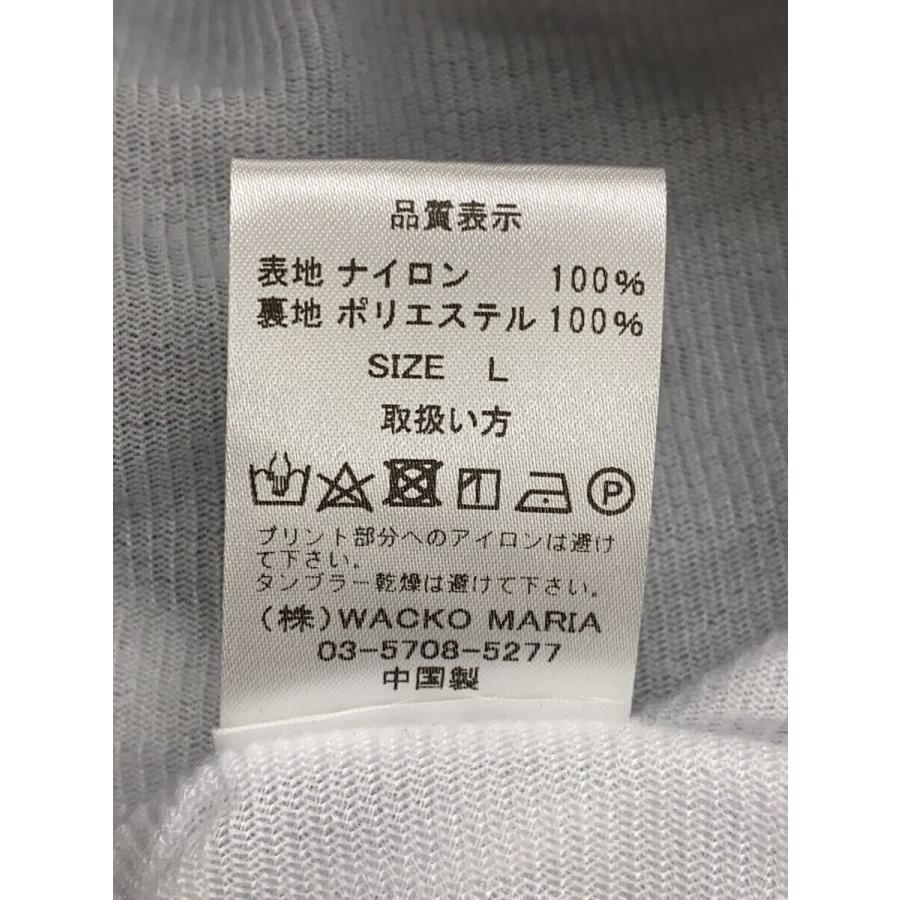 品質表示
表地 ナイロン 100%
裏地 ポリエステル 100%
SIZE L
取扱い方
P
プリント部分へのアイロンは避け
て下さい。
タンブラー乾燥は避けて下さい。
(株)WACKO MARIA
03-5708-5277
中国製